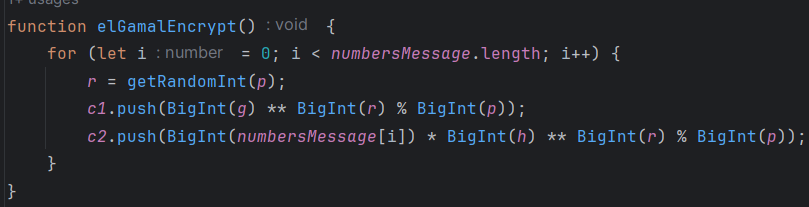 usages
function elGamalEncrypt() : void {
for (let i : number = 0; i < numbersMessage.length; i++) {
r = getRandomInt(p);
c1.push(BigInt(g) ** BigInt(r) % BigInt(p));
c2.push(BigInt(numbersMessage[i]) * BigInt(h) ** BigInt(r) % BigInt(p));
}
}